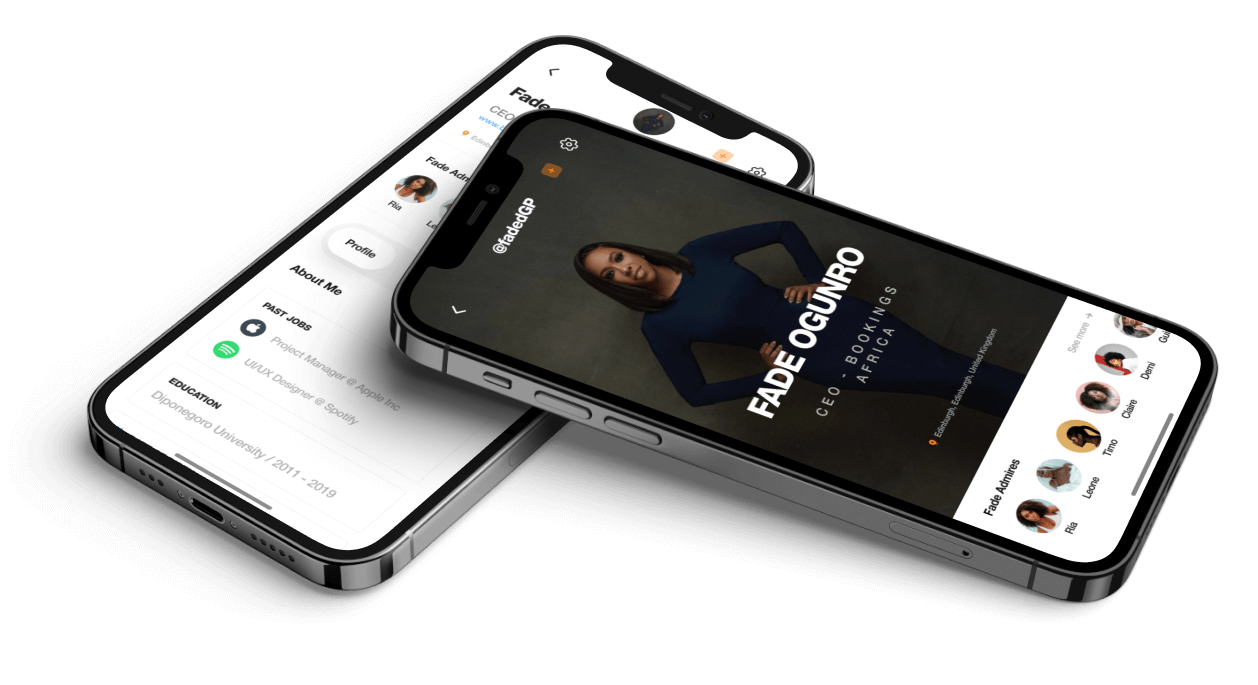 Fade
CEO
www.
Fade Adm
Ria
Le
Profile
About Me
PAST JOBS
Project Manager @ Apple Inc
UI/UX Designer @ Spotify
EDUCATION
Diponegoro University / 2011 - 2019
@fadedGP
FADE OGUNRO
CEO - BOOKINGS
AFRICA
Edinburgh, Edinburgh, United Kingdom
Fade Admires
See more →
Ria
Leone
Timo
Claire
Demi